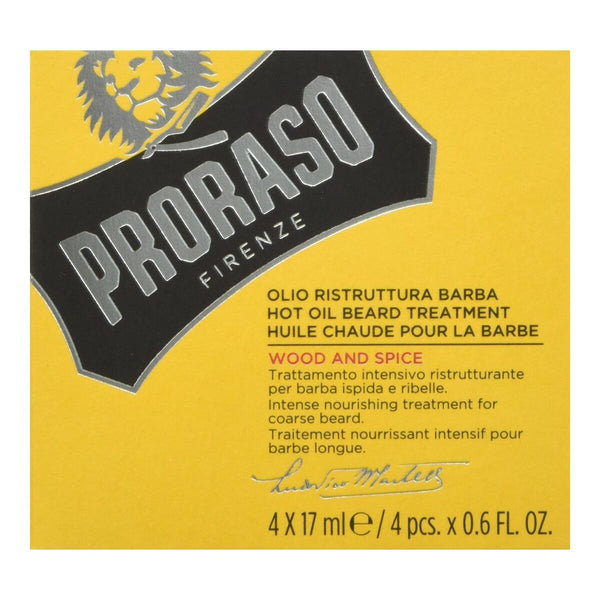 PRORASO
FIRENZE
OLIO RISTRUTTURA BARBA
HOT OIL BEARD TREATMENT
HUILE CHAUDE POUR LA BARBE
WOOD AND SPICE
Trattamento intensivo ristrutturante
per barba ispida e ribelle.
Intense nourishing treatment for
coarse beard.
Traitement nourrissant intensif pour
barbe longue.
Ludovico Martelli
4 X 17 ml ℮ / 4 pcs. x 0.6 FL. OZ.